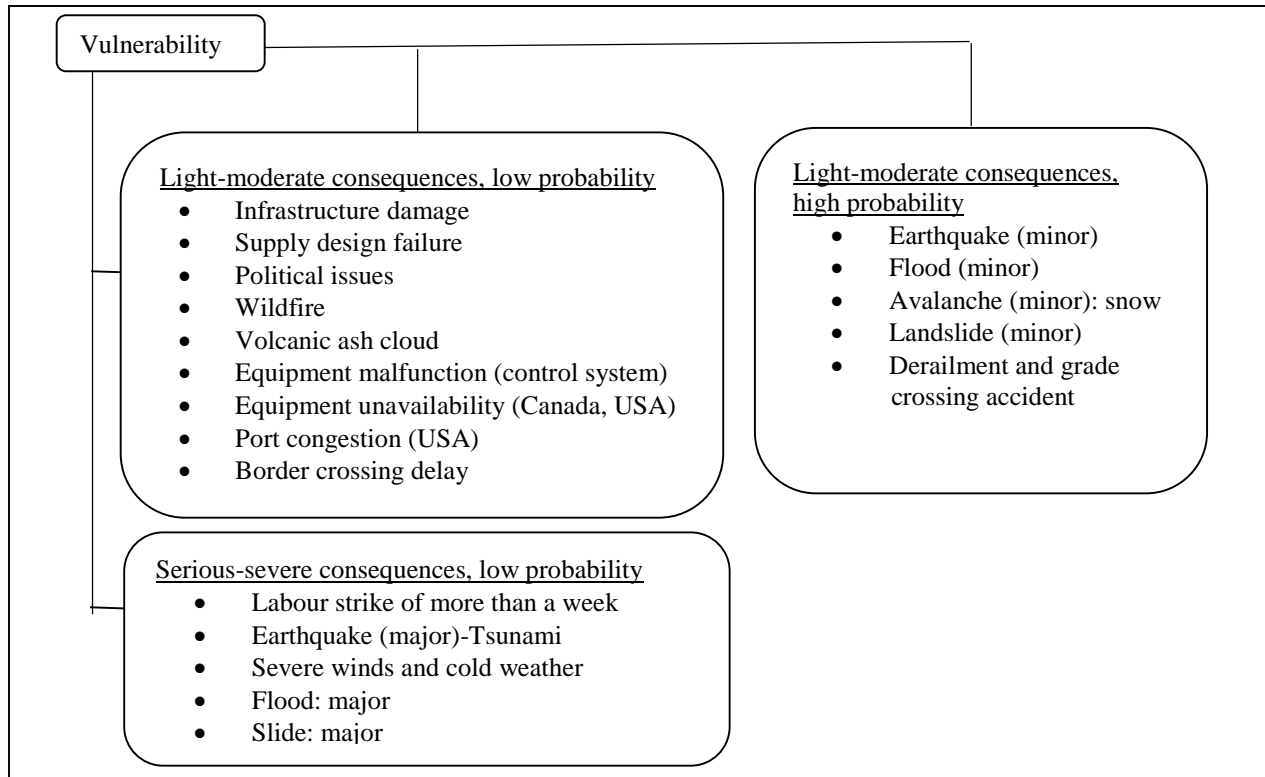 Vulnerability
Light-moderate consequences, low probability
• Infrastructure damage
• Supply design failure
• Political issues
• Wildfire
• Volcanic ash cloud
• Equipment malfunction (control system)
• Equipment unavailability (Canada, USA)
• Port congestion (USA)
• Border crossing delay
Light-moderate consequences,
high probability
• Earthquake (minor)
• Flood (minor)
• Avalanche (minor): snow
• Landslide (minor)
• Derailment and grade
crossing accident
Serious-severe consequences, low probability
• Labour strike of more than a week
• Earthquake (major)-Tsunami
• Severe winds and cold weather
• Flood: major
• Slide: major